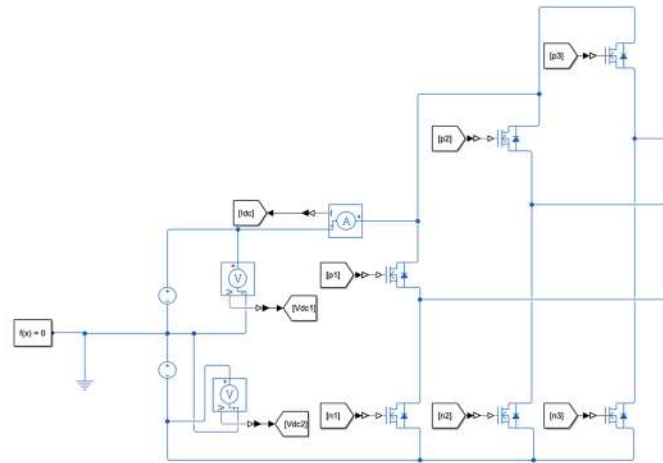 [p3]
[p2]
[Idc]
A
[p1]
V
[Vdc1]
f(x) = 0
V
[Vdc2]
[n1]
[n2]
[n3]